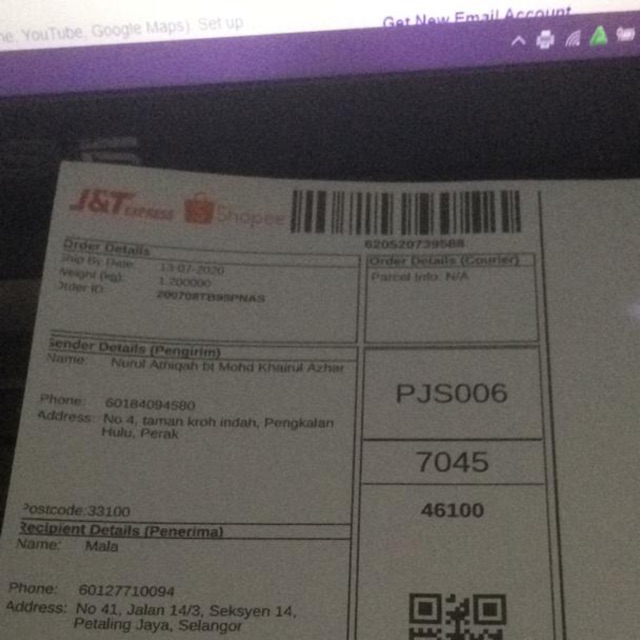 YouTube, Google Maps) Set up
Get New Email Account
J&T EXPRESS Shopee
620520739588
Order Details
Ship By Date: 13-07-2020
Weight (kg): 1.200000
Order ID: 200708TB9SPNAS
Order Details (Courier)
Parcel Info: N/A
Sender Details (Pengirim)
Name: Nurul Athiqah bt Mohd Khairul Azhar
Phone: 60184094580
Address: No 4, taman kroh indah, Pengkalan
Hulu, Perak
Postcode:33100
PJS006
7045
46100
Recipient Details (Penerima)
Name: Mala
Phone: 60127710094
Address: No 41, Jalan 14/3, Seksyen 14,
Petaling Jaya, Selangor